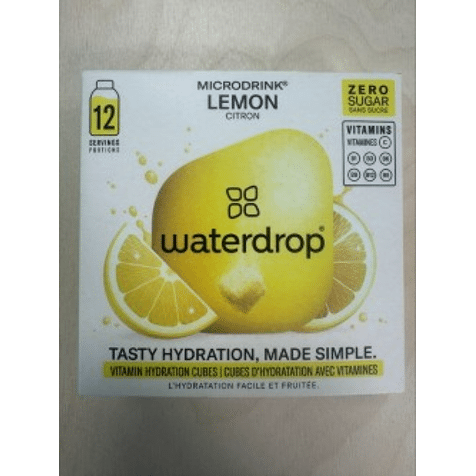 MICRODRINK®
LEMON
CITRON
12
SERVINGS
PORTIONS
ZERO
SUGAR
SANS SUCRE
VITAMINS
VITAMINES C
waterdrop®
TASTY HYDRATION, MADE SIMPLE.
VITAMIN HYDRATION CUBES | CUBES D'HYDRATATION AVEC VITAMINES
L'HYDRATATION FACILE ET FRUITÉE.